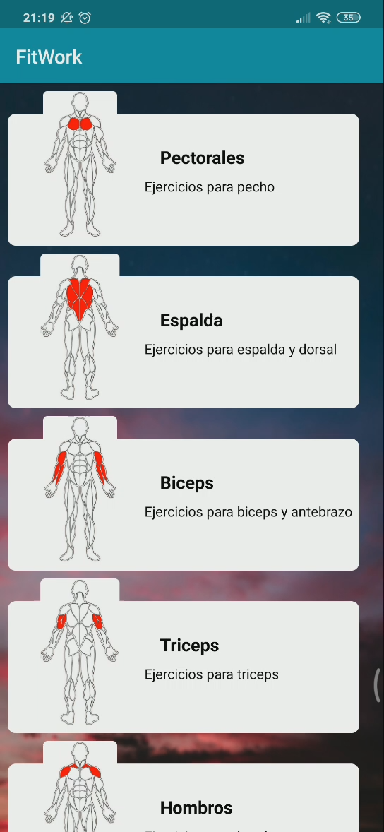 21:19 35
FitWork
Pectorales
Ejercicios para pecho
Espalda
Ejercicios para espalda y dorsal
Biceps
Ejercicios para biceps y antebrazo
Triceps
Ejercicios para triceps
Hombros